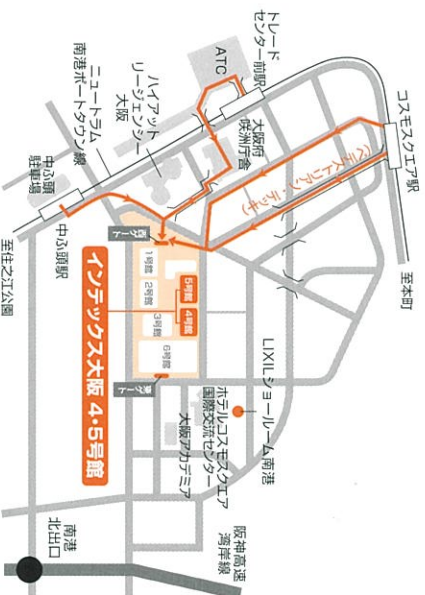 コスモスクエア駅
至本町
トレード
センター前駅
ATC
大阪府
咲洲庁舎
(ペデストリアン・デッキ)
ハイアット
リージェンシー
大阪
ニュートラム
南港ポートタウン線
中ふ頭
駐車場
中ふ頭駅
至住之江公園
西ゲート
1号館
2号館
3号館
5号館
4号館
6号館
東ゲート
インテックス大阪 4・5号館
LIXILショールーム南港
ホテルコスモスクエア
国際交流センター
大阪アカデミア
阪神高速
湾岸線
南港
北出口